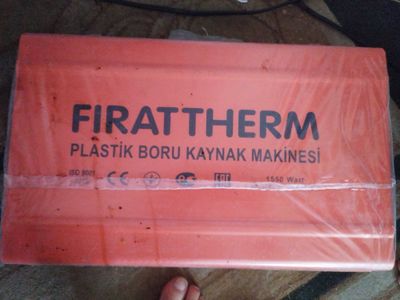 FIRATTHERM
PLASTİK BORU KAYNAK MAKİNESİ
ISO 9001 CE EAC 1550 Watt